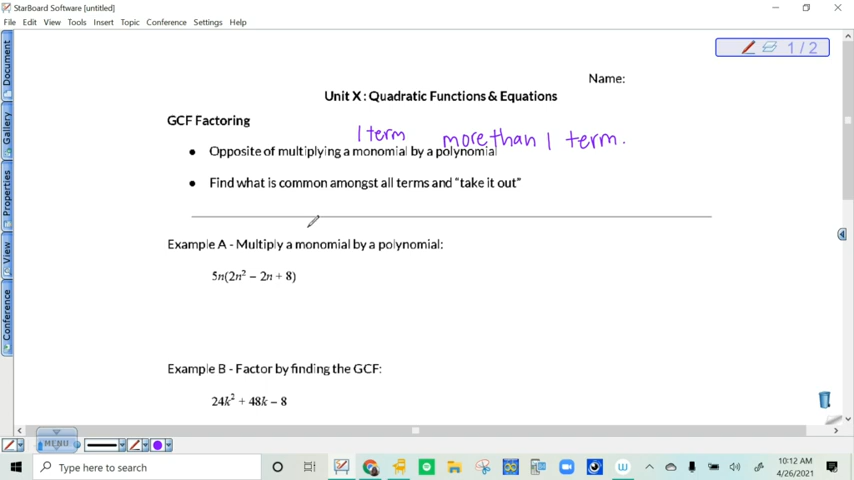 StarBoard Software [untitled]
File Edit View Tools Insert Topic Conference Settings Help
1/2
Document
Gallery
Properties
View
Conference
Name:
Unit X : Quadratic Functions & Equations
GCF Factoring
1 term more than 1 term.
● Opposite of multiplying a monomial by a polynomial
● Find what is common amongst all terms and “take it out”
Example A - Multiply a monomial by a polynomial:
5n(2n² − 2n + 8)
Example B - Factor by finding the GCF:
24k² + 48k − 8
MENU
Type here to search
10:12 AM
4/26/2021